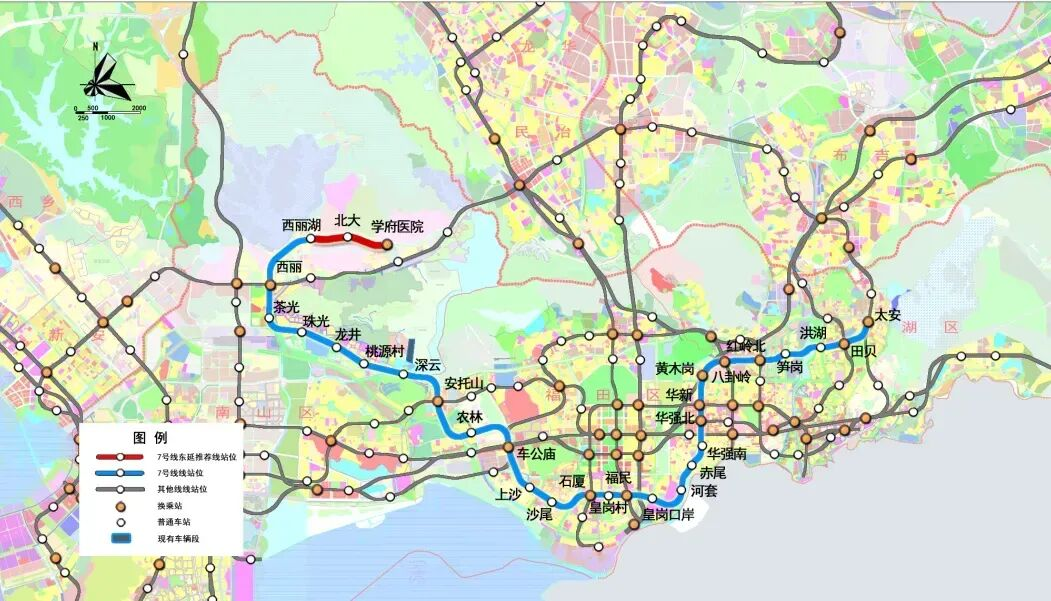 N
0 500 2000
250 1000
龙华
民治
布吉
西乡
西丽湖
北大
学府医院
西丽
茶光
珠光
龙井
桃源村
深云
安托山
农林
车公庙
上沙
沙尾
石厦
皇岗村
福民
皇岗口岸
河套
赤尾
华强南
华强北
华新
黄木岗
八卦岭
红岭北
笋岗
洪湖
田贝
太安
湖区
新安
南山区
福田区
图 例
7号线东延推荐线站位
7号线线站位
其他线线站位
换乘站
普通车站
现有车辆段